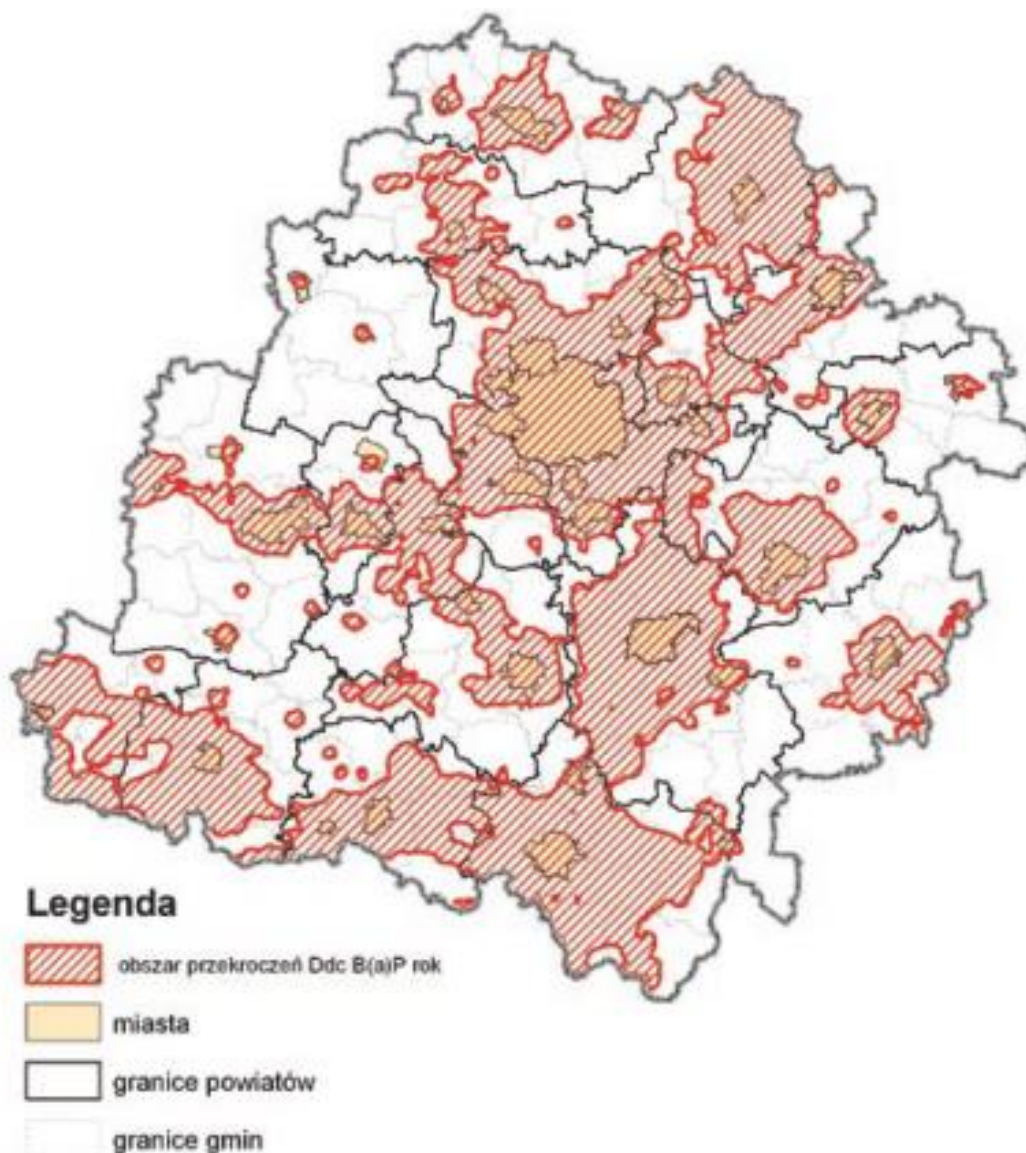 Legenda
obszar przekroczeń Ddc B(a)P rok
miasta
granice powiatów
granice gmin